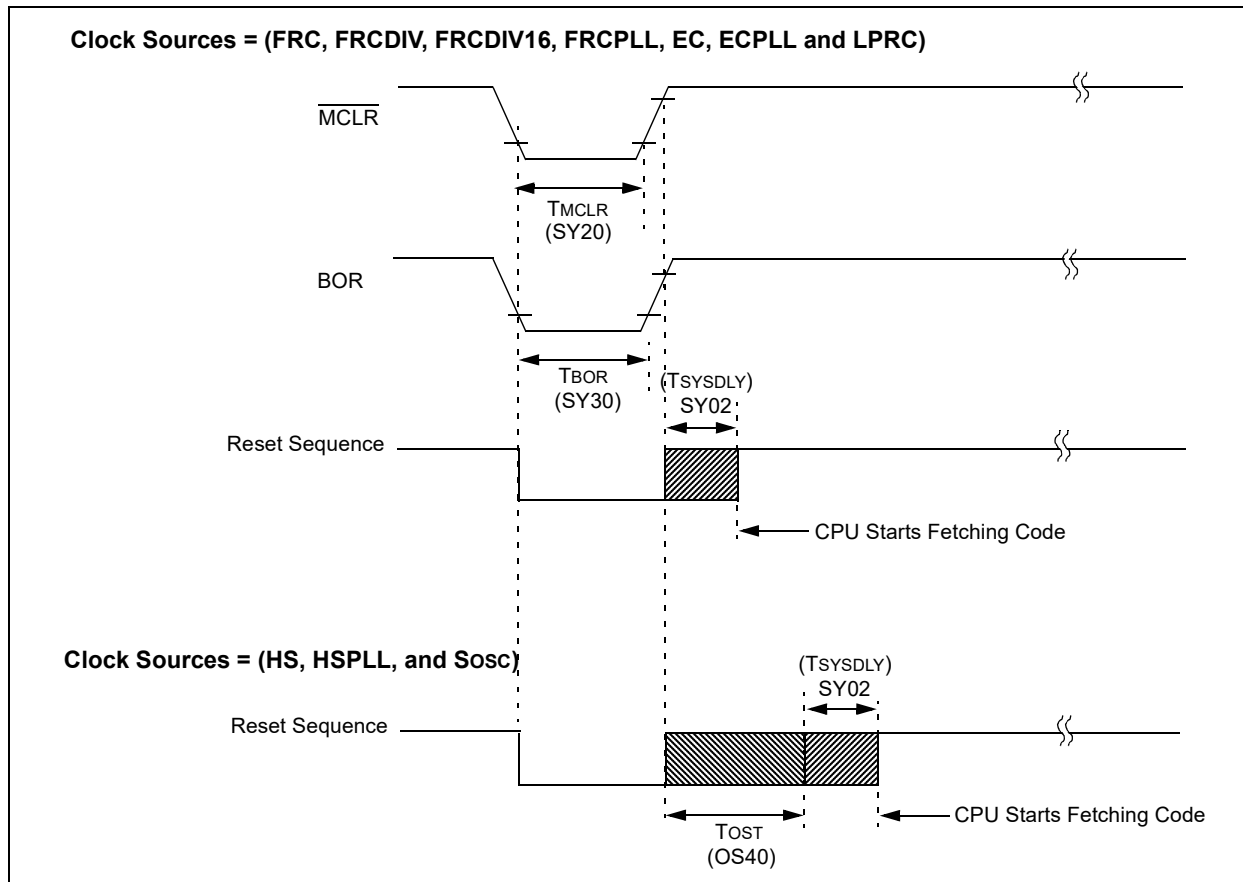 Clock Sources = (FRC, FRCDIV, FRCDIV16, FRCPLL, EC, ECPLL and LPRC)
MCLR
TMCLR
(SY20)
BOR
TBOR
(SY30)
(TSYSDLY)
SY02
Reset Sequence
CPU Starts Fetching Code
Clock Sources = (HS, HSPLL, and SOSC)
(TSYSDLY)
SY02
Reset Sequence
CPU Starts Fetching Code
TOST
(OS40)